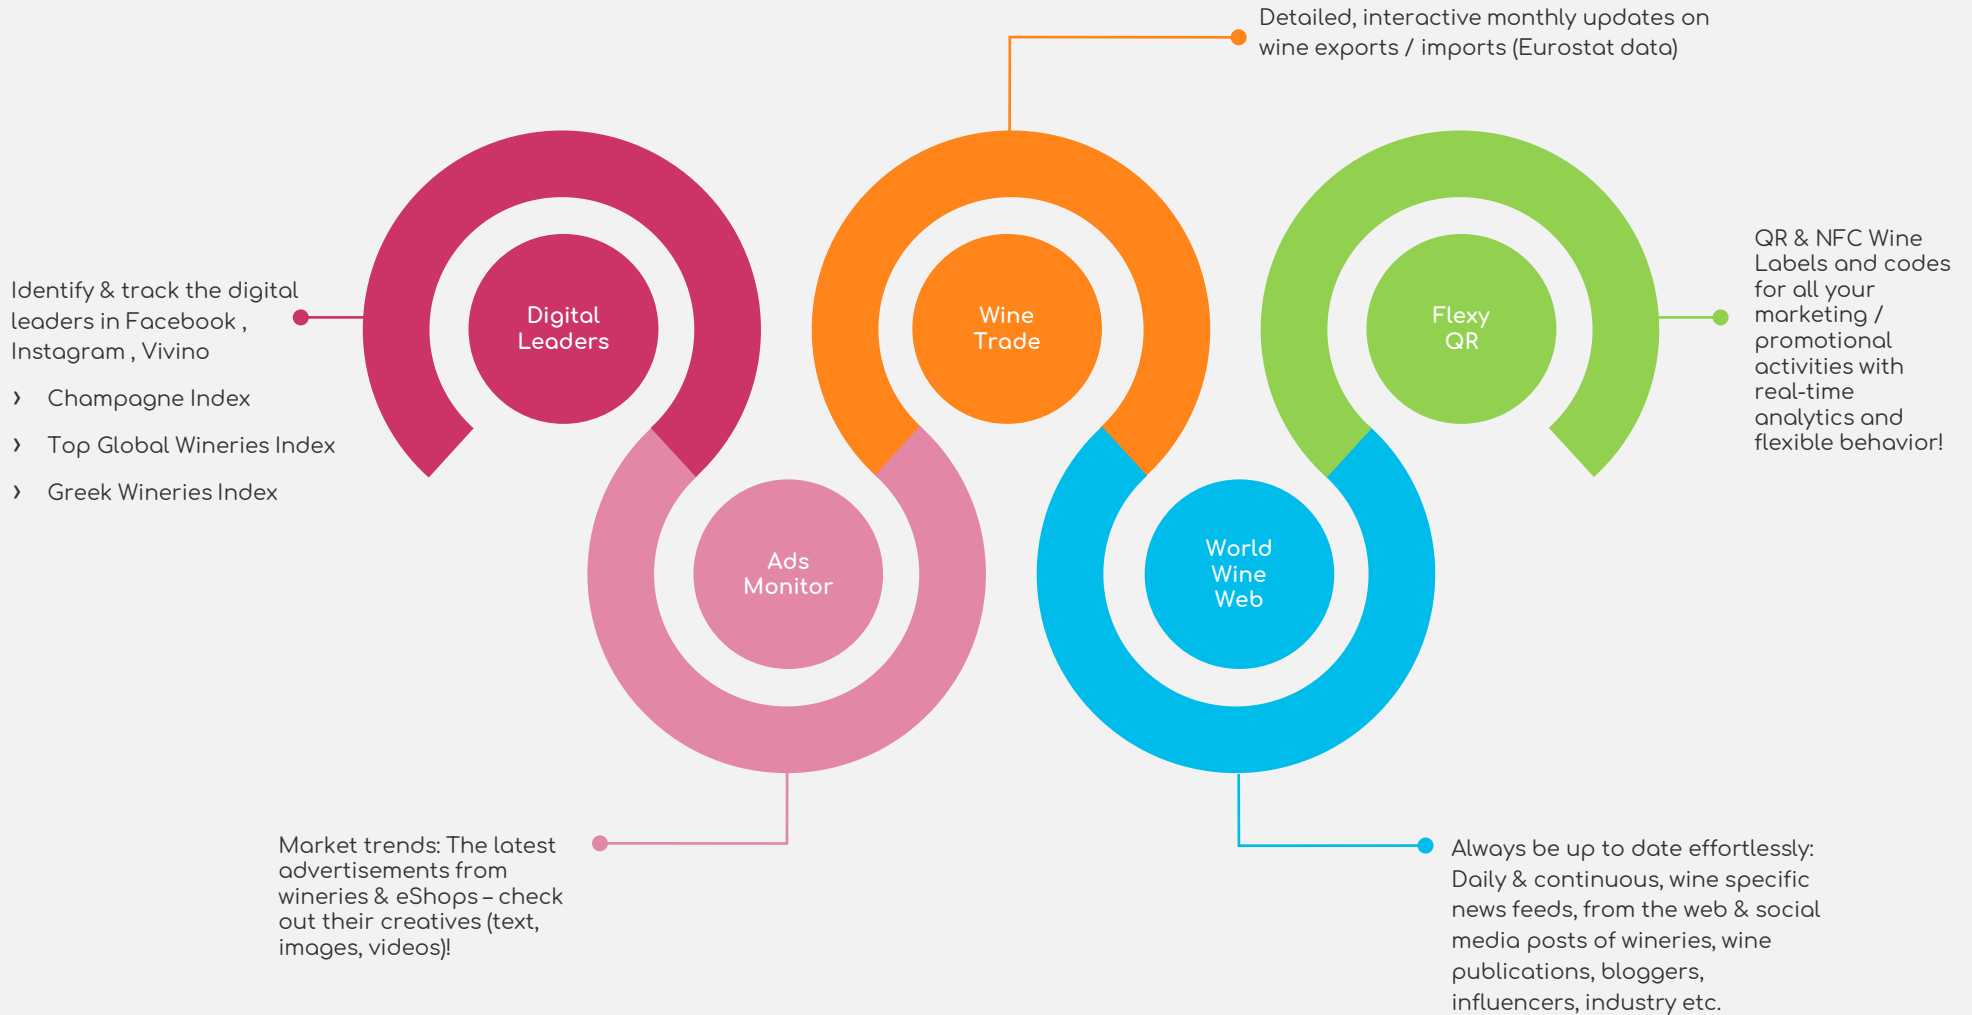 Detailed, interactive monthly updates on
wine exports / imports (Eurostat data)
Identify & track the digital
leaders in Facebook ,
Instagram , Vivino
› Champagne Index
› Top Global Wineries Index
› Greek Wineries Index
Digital
Leaders
Wine
Trade
Flexy
QR
QR & NFC Wine
Labels and codes
for all your
marketing /
promotional
activities with
real-time
analytics and
flexible behavior!
Ads
Monitor
World
Wine
Web
Market trends: The latest
advertisements from
wineries & eShops – check
out their creatives (text,
images, videos)!
Always be up to date effortlessly:
Daily & continuous, wine specific
news feeds, from the web & social
media posts of wineries, wine
publications, bloggers,
influencers, industry etc.